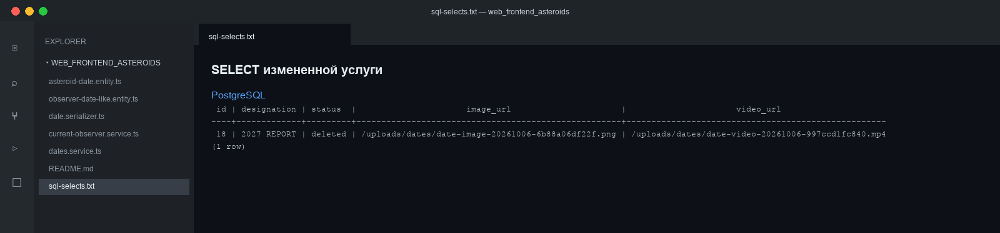 sql-selects.txt — web_frontend_asteroids
EXPLORER
WEB_FRONTEND_ASTEROIDS
asteroid-date.entity.ts
observer-date-like.entity.ts
date.serializer.ts
current-observer.service.ts
dates.service.ts
README.md
sql-selects.txt
sql-selects.txt
SELECT измененной услуги
PostgreSQL
 id | designation | status  |                      image_url                      |                      video_url
----+-------------+---------+-----------------------------------------------------+----------------------------------------------------
 18 | 2027 REPORT | deleted | /uploads/dates/date-image-20261006-6b88a06df22f.png | /uploads/dates/date-video-20261006-997ccd1fc840.mp4
(1 row)